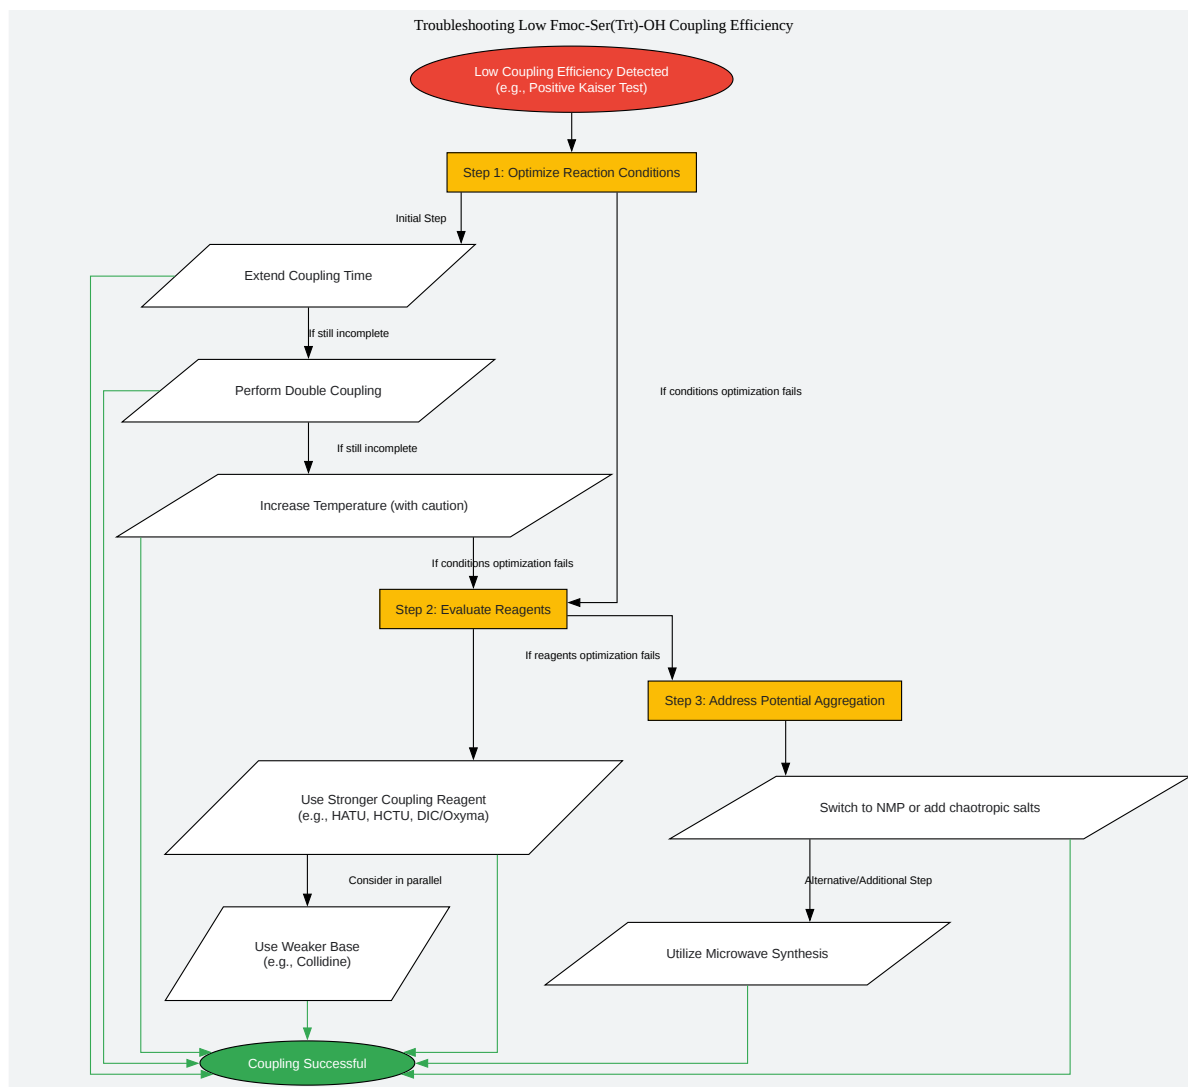 Troubleshooting Low Fmoc-Ser(Trt)-OH Coupling Efficiency
Low Coupling Efficiency Detected
(e.g., Positive Kaiser Test)
Step 1: Optimize Reaction Conditions
Initial Step
Extend Coupling Time
If still incomplete
Perform Double Coupling
If conditions optimization fails
If still incomplete
Increase Temperature (with caution)
If conditions optimization fails
Step 2: Evaluate Reagents
If reagents optimization fails
Step 3: Address Potential Aggregation
Use Stronger Coupling Reagent
(e.g., HATU, HCTU, DIC/Oxyma)
Switch to NMP or add chaotropic salts
Consider in parallel
Alternative/Additional Step
Use Weaker Base
(e.g., Collidine)
Utilize Microwave Synthesis
Coupling Successful